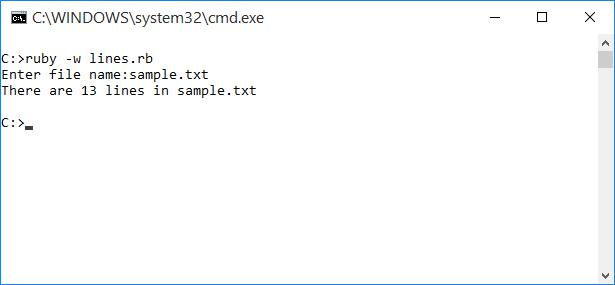 C:\WINDOWS\system32\cmd.exe
C:>ruby -w lines.rb
Enter file name:sample.txt
There are 13 lines in sample.txt
C:>